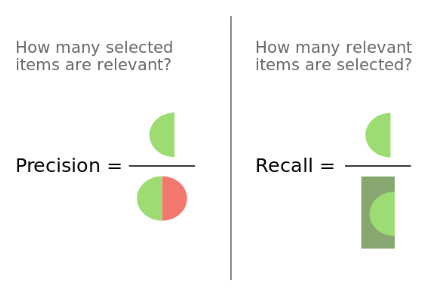 How many selected
items are relevant?
How many relevant
items are selected?
Precision =
Recall =